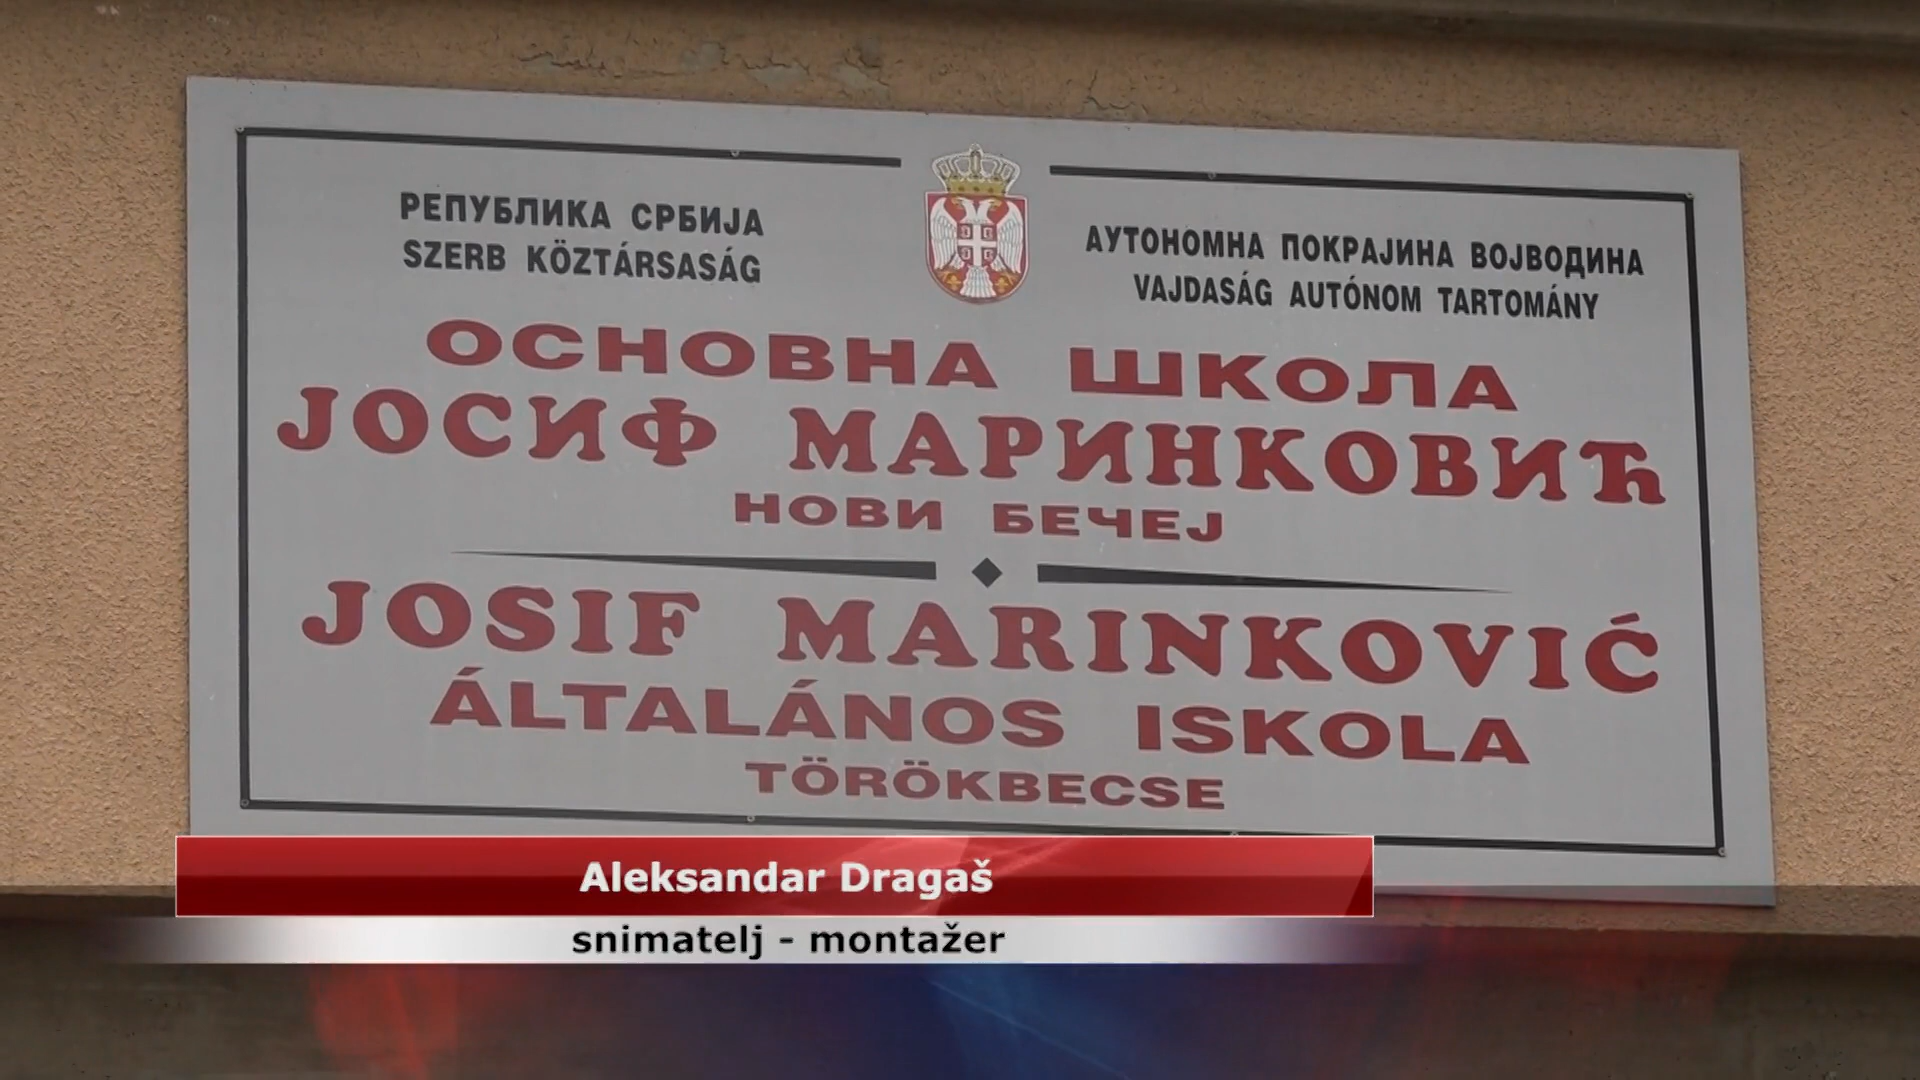 РЕПУБЛИКА СРБИЈА
SZERB KÖZTÁRSASÁG
АУТОНОМНА ПОКРАЈИНА ВОЈВОДИНА
VAJDASÁG AUTÓNOM TARTOMÁNY
ОСНОВНА ШКОЛА
ЈОСИФ МАРИНКОВИЋ
НОВИ БЕЧЕЈ
JOSIF MARINKOVIĆ
ÁLTALÁNOS ISKOLA
TÖRÖKBECSE
Aleksandar Dragaš
snimatelj - montažer